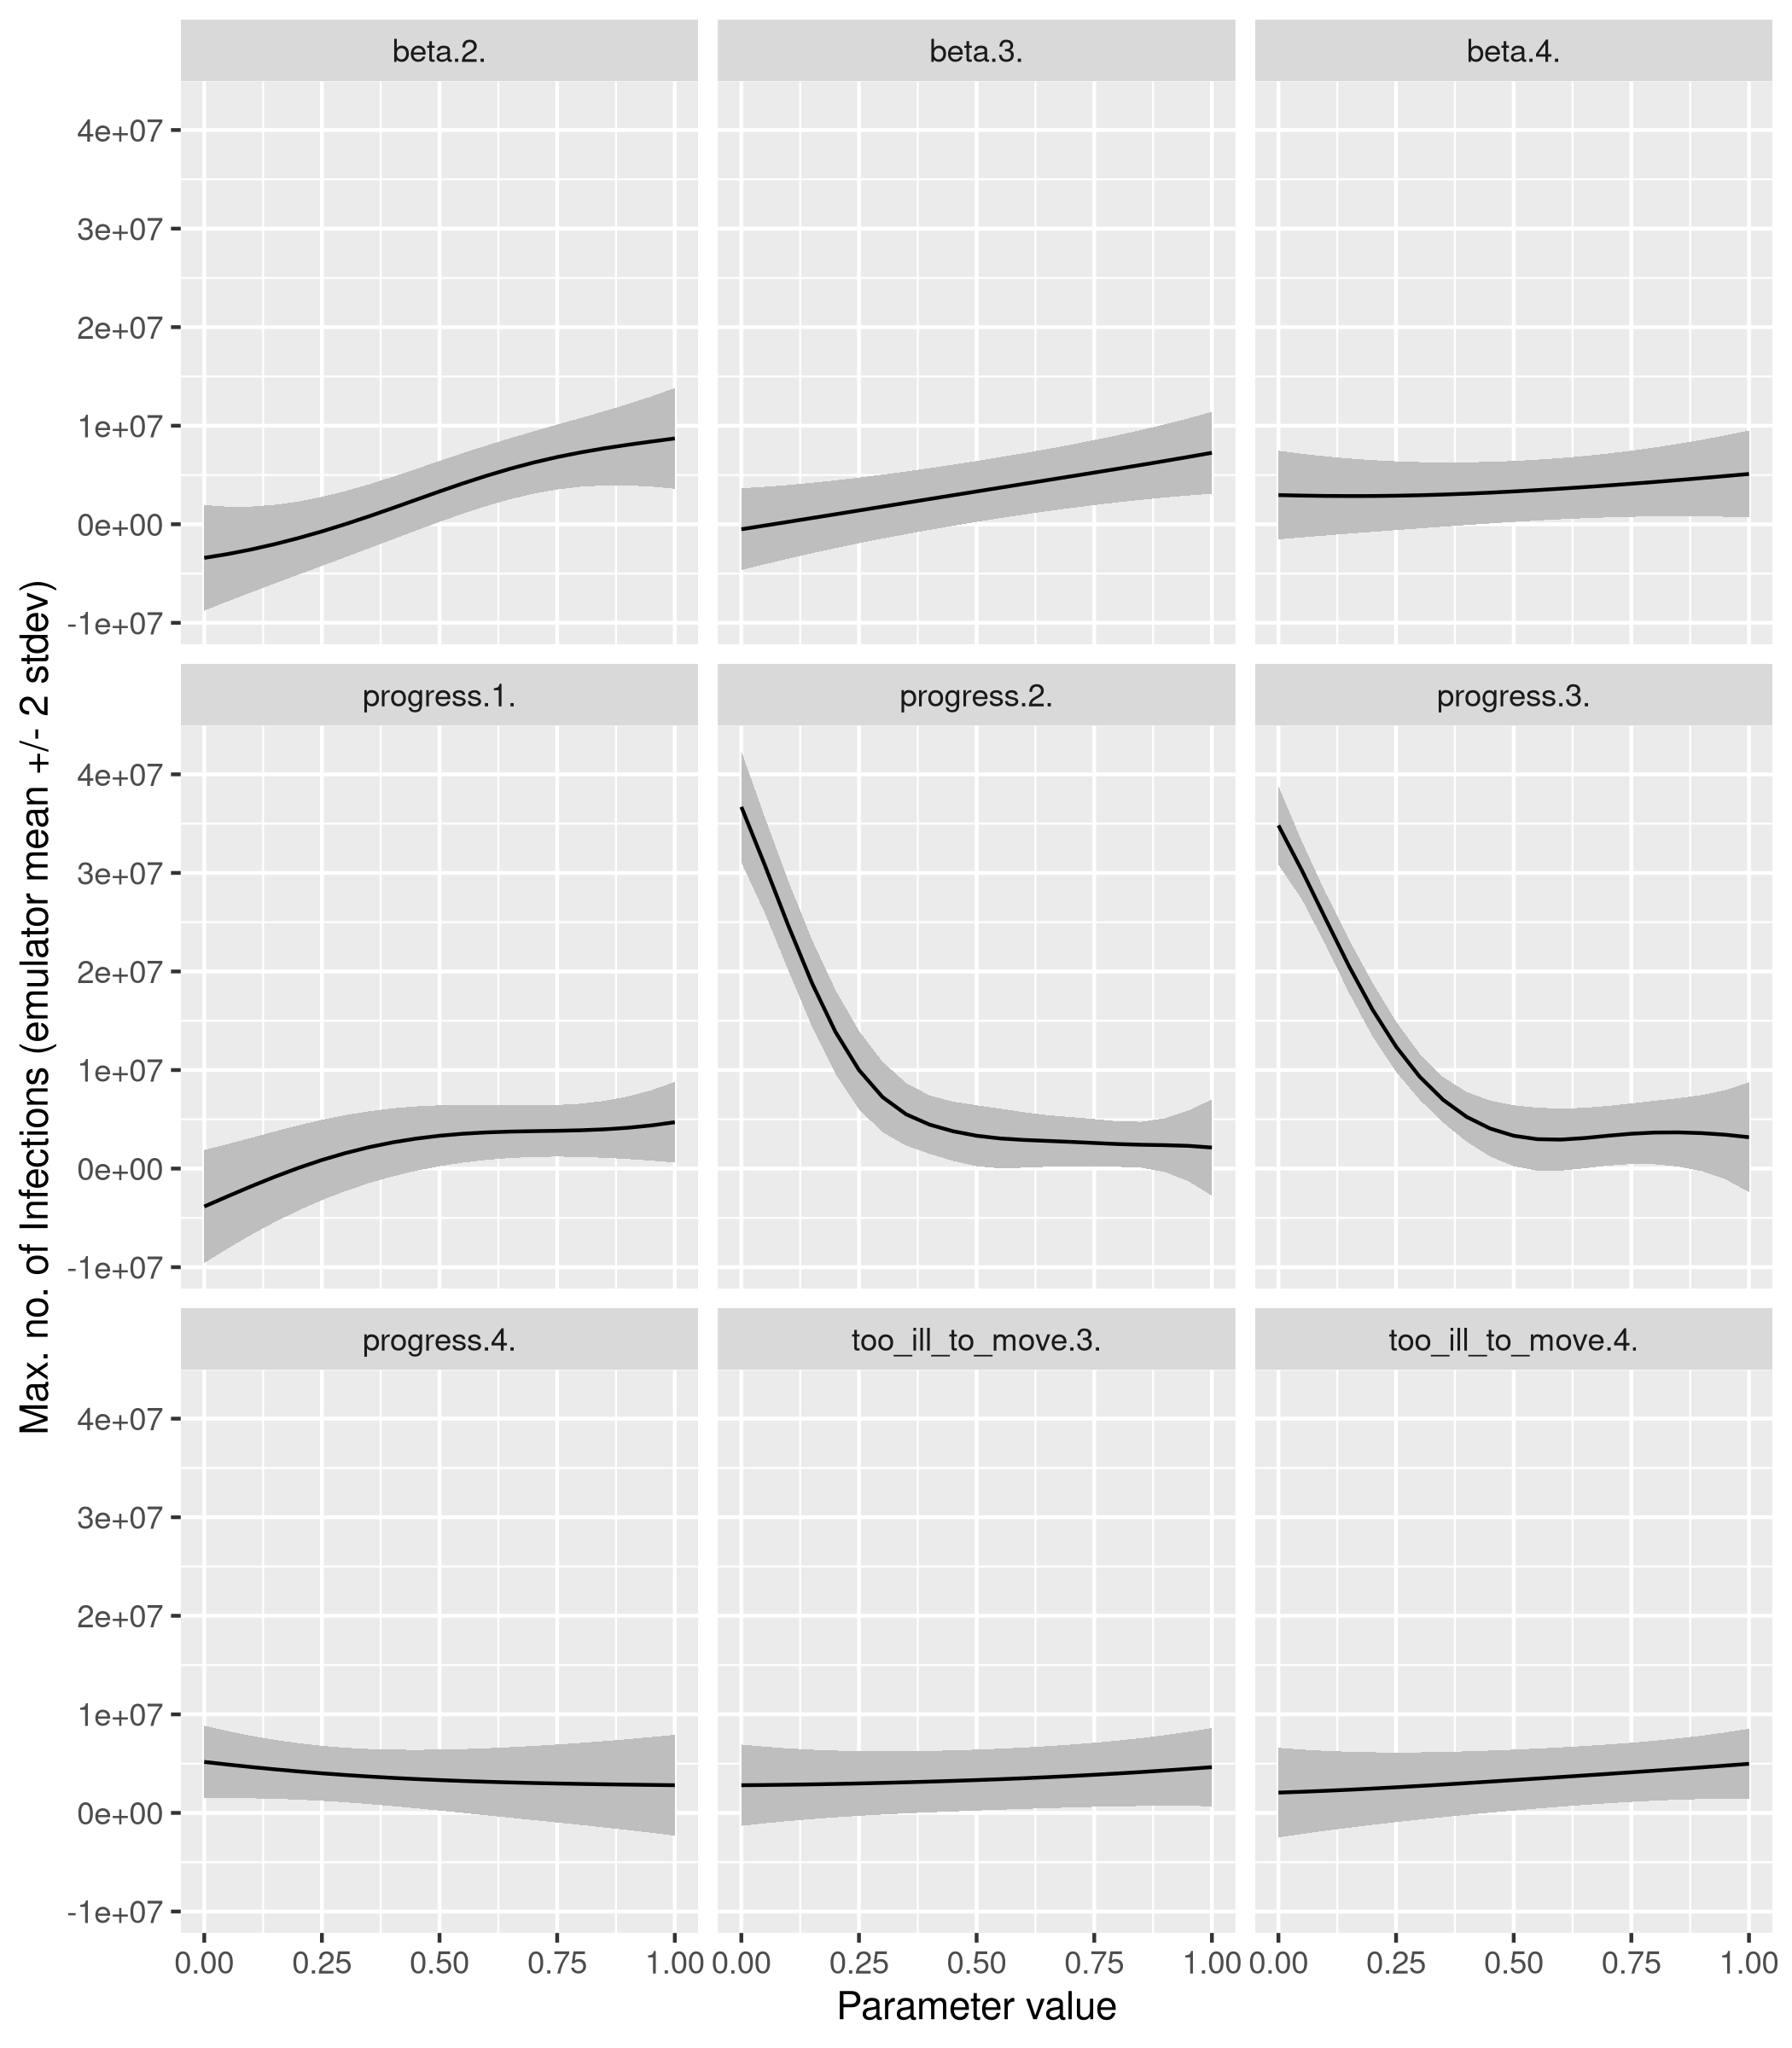 beta.2. beta.3. beta.4.
4e+07
3e+07
2e+07
1e+07
0e+00
-1e+07
progress.1. progress.2. progress.3.
4e+07
3e+07
2e+07
1e+07
0e+00
-1e+07
progress.4. too_ill_to_move.3. too_ill_to_move.4.
4e+07
3e+07
2e+07
1e+07
0e+00
-1e+07
0.00 0.25 0.50 0.75 1.00 0.00 0.25 0.50 0.75 1.00 0.00 0.25 0.50 0.75 1.00
Parameter value
Max. no. of Infections (emulator mean +/- 2 stdev)